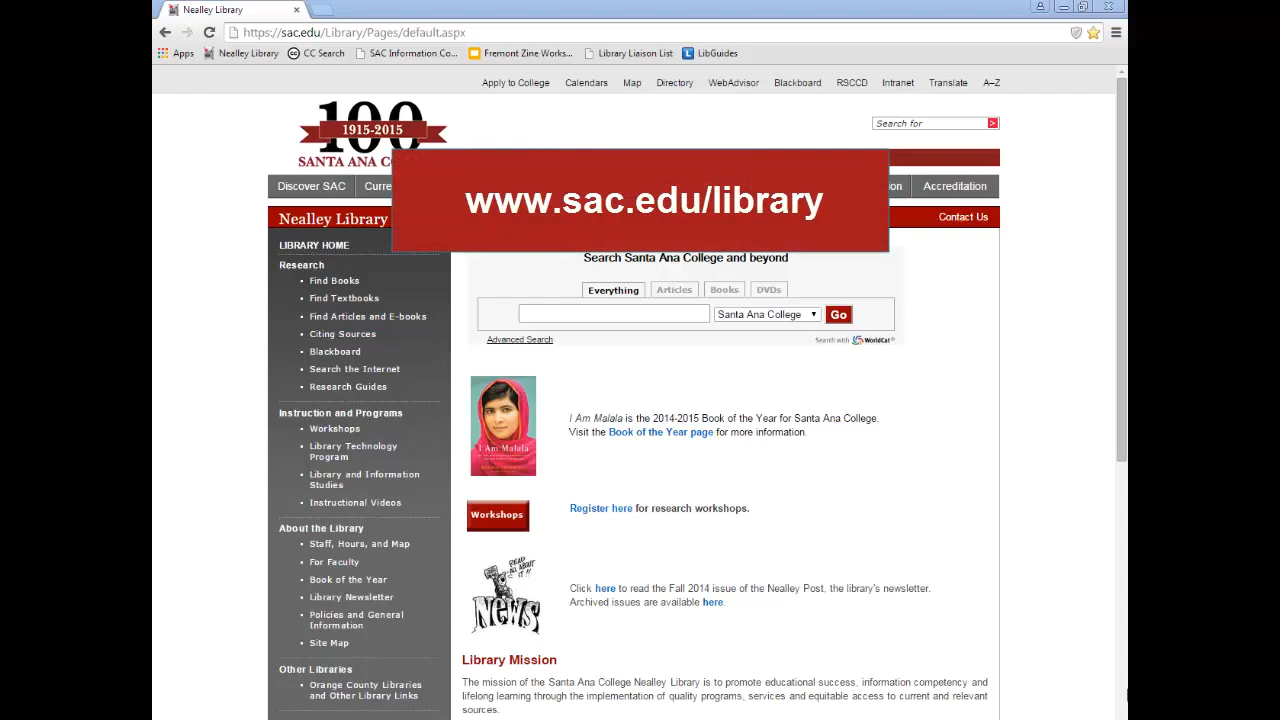 Nealley Library
https://sac.edu/Library/Pages/default.aspx
Apps Nealley Library CC Search SAC Information Co... Fremont Zine Works... Library Liaison List LibGuides
Apply to College Calendars Map Directory WebAdvisor Blackboard RSCCD Intranet Translate A–Z
100
1915-2015
SANTA ANA
Search for
Discover SAC Accreditation
www.sac.edu/library
Nealley Library Contact Us
LIBRARY HOME
Research
Find Books
Find Textbooks
Find Articles and E-books
Citing Sources
Blackboard
Search the Internet
Research Guides
Instruction and Programs
Workshops
Library Technology
Program
Library and Information
Studies
Instructional Videos
About the Library
Staff, Hours, and Map
For Faculty
Book of the Year
Library Newsletter
Policies and General
Information
Site Map
Other Libraries
Orange County Libraries
and Other Library Links
Search Santa Ana College and beyond
Everything Articles Books DVDs
Santa Ana College Go
Advanced Search Search with WorldCat
I Am Malala
I Am Malala is the 2014-2015 Book of the Year for Santa Ana College.
Visit the Book of the Year page for more information.
Workshops
Register here for research workshops.
READ ALL ABOUT IT!!
NEWS
Click here to read the Fall 2014 issue of the Nealley Post, the library's newsletter.
Archived issues are available here.
Library Mission
The mission of the Santa Ana College Nealley Library is to promote educational success, information competency and
lifelong learning through the implementation of quality programs, services and equitable access to current and relevant
sources.